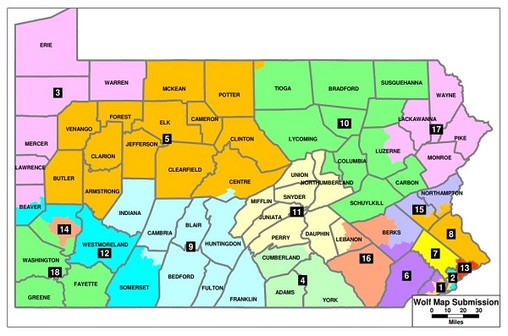 ERIE
WARREN
MCKEAN
POTTER
TIOGA
BRADFORD
SUSQUEHANNA
WAYNE
3
FOREST
ELK
CAMERON
VENANGO
5
CLINTON
LYCOMING
10
LACKAWANNA
17
PIKE
MERCER
CLARION
JEFFERSON
CLEARFIELD
CENTRE
COLUMBIA
LUZERNE
MONROE
LAWRENCE
BUTLER
ARMSTRONG
UNION
NORTHUMBERLAND
CARBON
NORTHAMPTON
BEAVER
INDIANA
SNYDER
MIFFLIN
SCHUYLKILL
14
CAMBRIA
BLAIR
HUNTINGDON
JUNIATA
11
15
WESTMORELAND
12
9
PERRY
DAUPHIN
LEBANON
BERKS
8
WASHINGTON
18
SOMERSET
BEDFORD
CUMBERLAND
16
7
13
GREENE
FAYETTE
FULTON
FRANKLIN
4
ADAMS
YORK
6
2
1
Wolf Map Submission
0 10 20 30
Miles